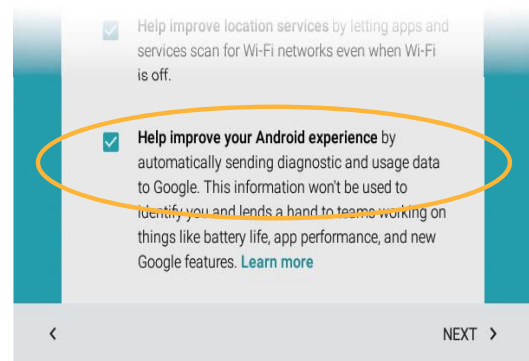 Help improve location services by letting apps and
services scan for Wi-Fi networks even when Wi-Fi
is off.
Help improve your Android experience by
automatically sending diagnostic and usage data
to Google. This information won't be used to
identify you and lends a hand to teams working on
things like battery life, app performance, and new
Google features. Learn more
NEXT